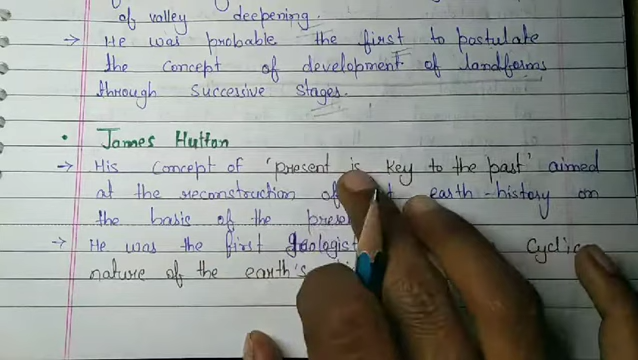 of valley deepening.
→ He was probable the first to postulate
the concept of development of landforms
through successive stages.
• James Hutton
→ His concept of 'present is key to the past' aimed
at the reconstruction of earth-history on
the basis of the
→ He was the first geologist Cyclic
nature of the earth's